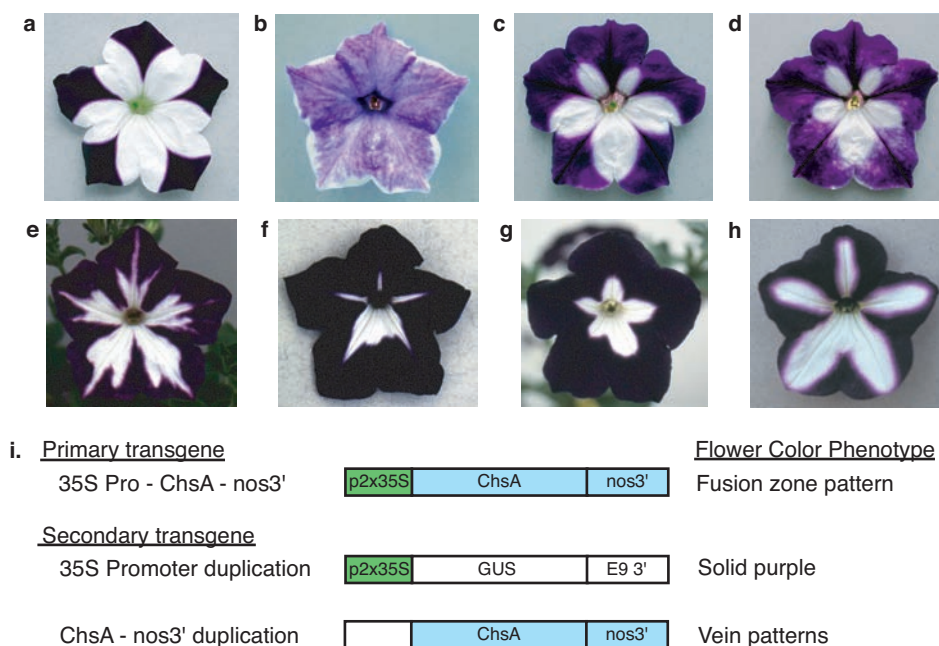 a b c d
e f g h
i. Primary transgene Flower Color Phenotype
35S Pro - ChsA - nos3' p2x35S ChsA nos3' Fusion zone pattern
Secondary transgene
35S Promoter duplication p2x35S GUS E9 3' Solid purple
ChsA - nos3' duplication ChsA nos3' Vein patterns